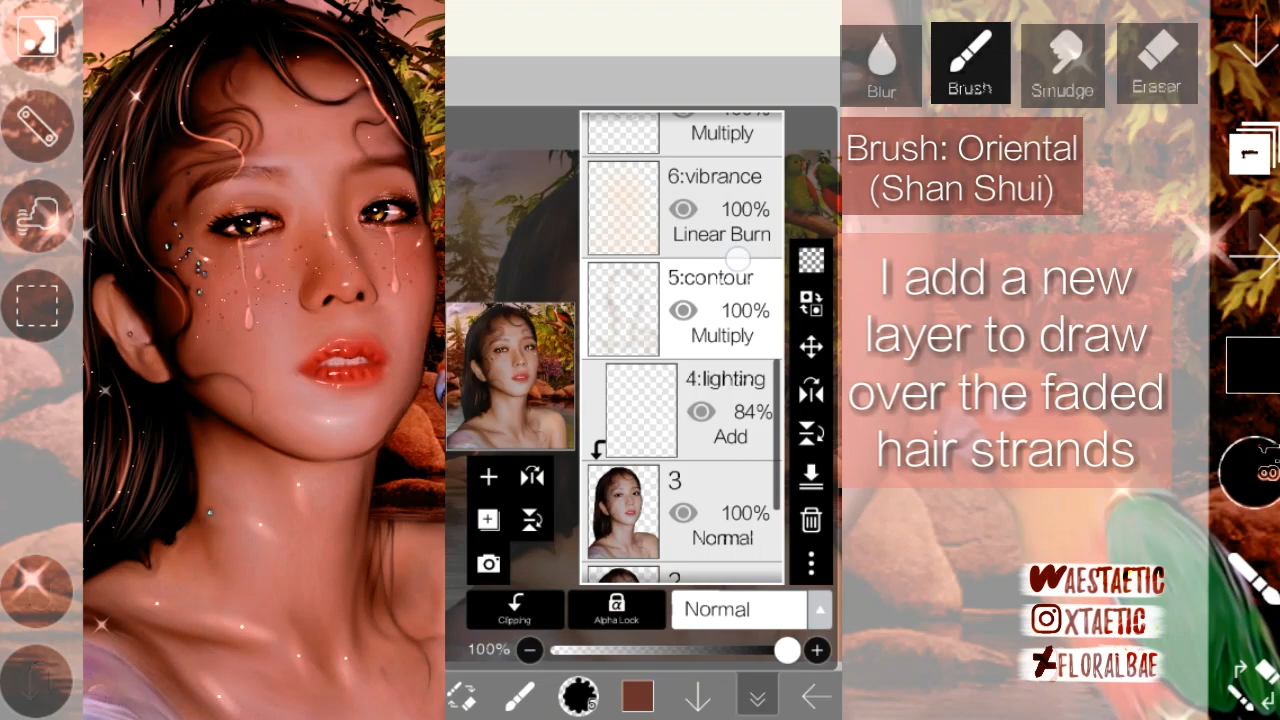 100%
Multiply
6:vibrance
100%
Linear Burn
5:contour
100%
Multiply
4:lighting
84%
Add
3
100%
Normal
Clipping
Alpha Lock
Normal
100%
Blur
Brush
Smudge
Eraser
Brush: Oriental
(Shan Shui)
I add a new
layer to draw
over the faded
hair strands
WAESTAETIC
XTAETIC
FLORALBAE